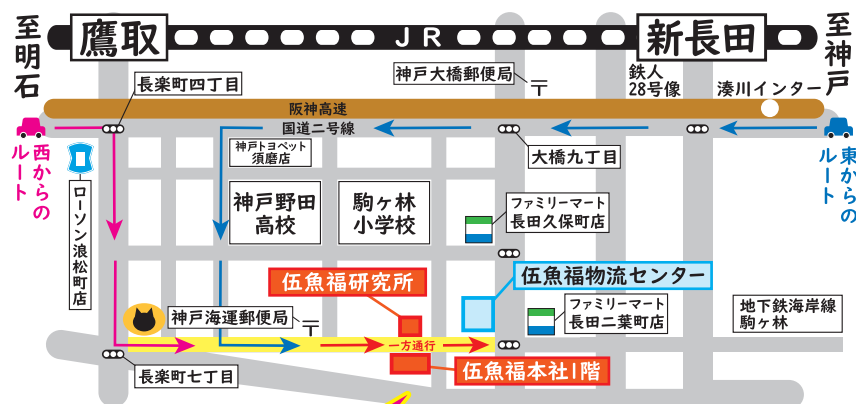 至明石
鷹取
JR
新長田
至神戸
長楽町四丁目
神戸大橋郵便局
鉄人
28号像
湊川インター
阪神高速
国道二号線
神戸トヨペット
須磨店
大橋九丁目
西からの
ルート
東からの
ルート
ローソン浪松町店
神戸野田
高校
駒ヶ林
小学校
ファミリーマート
長田久保町店
伍魚福研究所
伍魚福物流センター
神戸海運郵便局
ファミリーマート
長田二葉町店
地下鉄海岸線
駒ヶ林
一方通行
長楽町七丁目
伍魚福本社1階